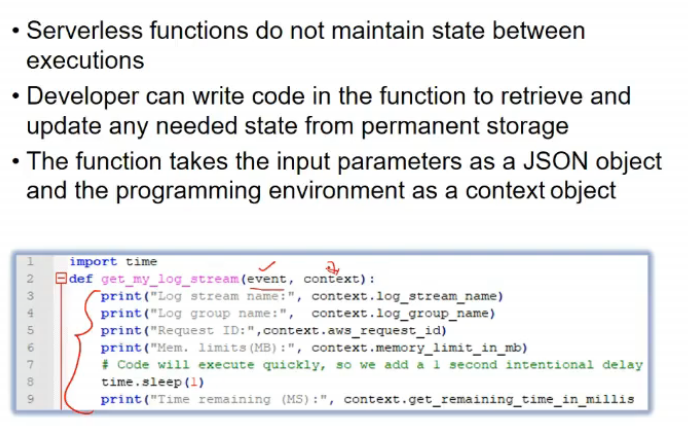 • Serverless functions do not maintain state between
executions
• Developer can write code in the function to retrieve and
update any needed state from permanent storage
• The function takes the input parameters as a JSON object
and the programming environment as a context object
1 import time
2 def get_my_log_stream(event, context):
3 print("Log stream name:", context.log_stream_name)
4 print("Log group name:", context.log_group_name)
5 print("Request ID:",context.aws_request_id)
6 print("Mem. limits(MB):", context.memory_limit_in_mb)
7 # Code will execute quickly, so we add a 1 second intentional delay
8 time.sleep(1)
9 print("Time remaining (MS):", context.get_remaining_time_in_millis